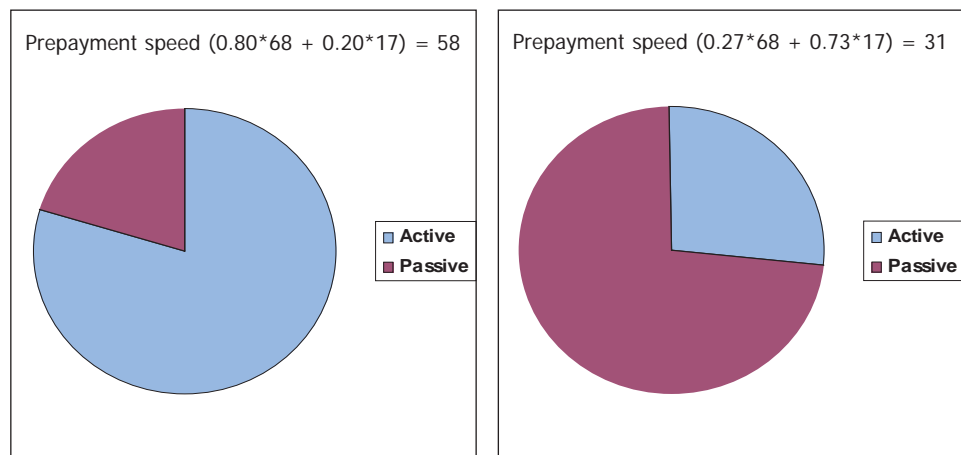 Prepayment speed (0.80*68 + 0.20*17) = 58
Active
Passive
Prepayment speed (0.27*68 + 0.73*17) = 31
Active
Passive